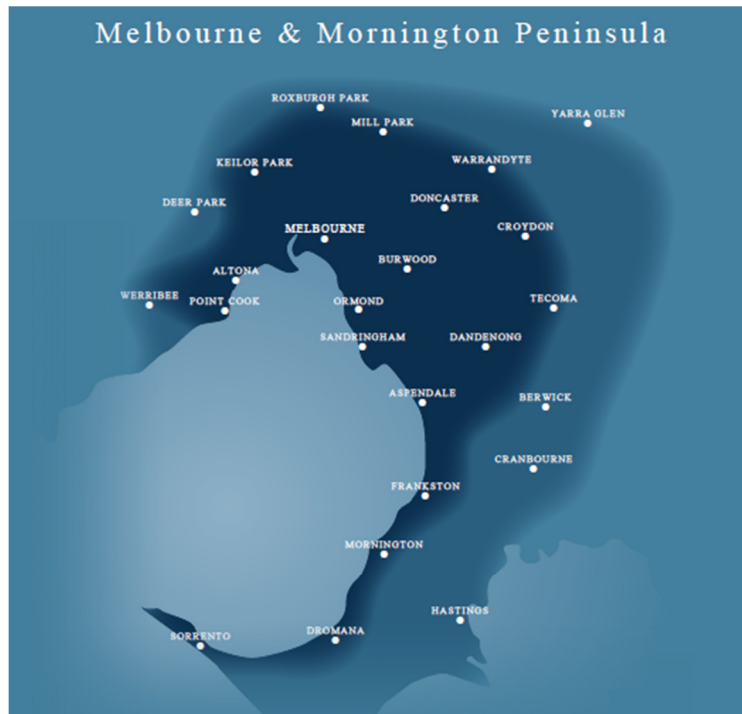 Melbourne & Mornington Peninsula
ROXBURGH PARK
YARRA GLEN
MILL PARK
KEILOR PARK
WARRANDYTE
DEER PARK
DONCASTER
MELBOURNE
CROYDON
BURWOOD
ALTONA
WERRIBEE
POINT COOK
ORMOND
TECOMA
SANDRINGHAM
DANDENONG
ASPENDALE
BERWICK
CRANBOURNE
FRANKSTON
MORNINGTON
HASTINGS
DROMANA
SORRENTO